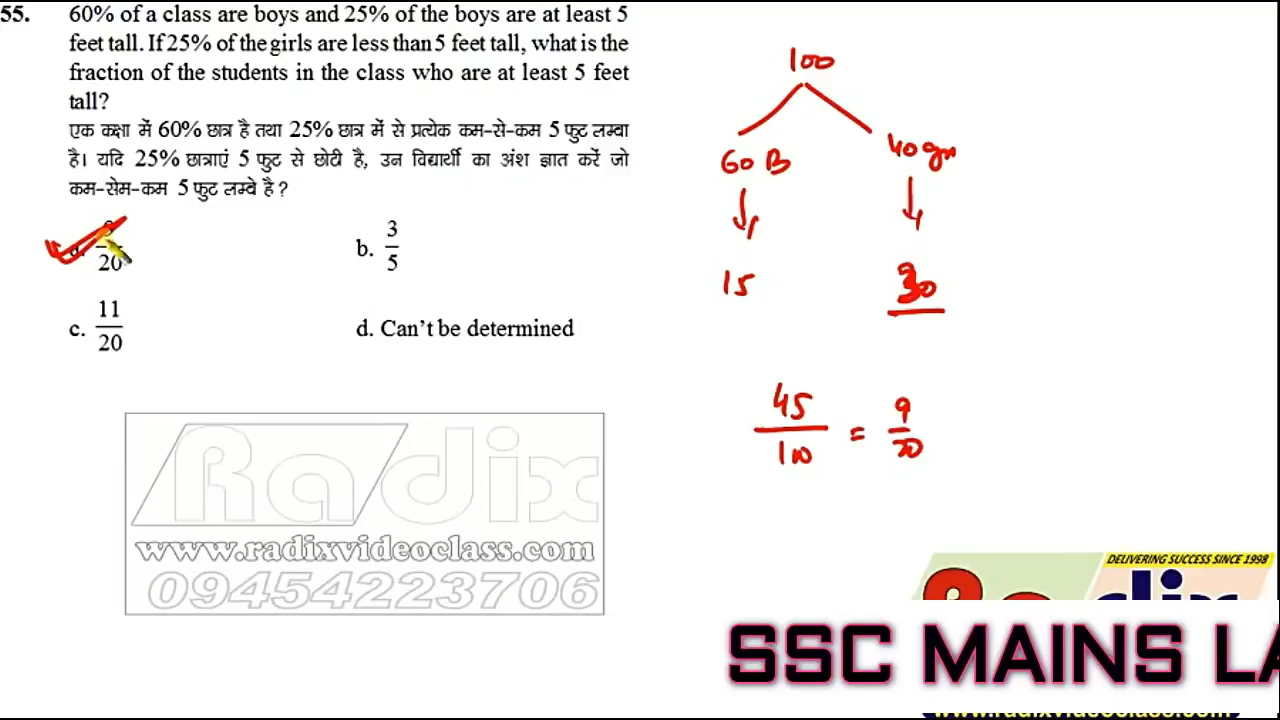 55. 60% of a class are boys and 25% of the boys are at least 5
feet tall. If 25% of the girls are less than 5 feet tall, what is the
fraction of the students in the class who are at least 5 feet
tall?
एक कक्षा में 60% छात्र है तथा 25% छात्र में से प्रत्येक कम-से-कम 5 फुट लम्बा
है। यदि 25% छात्राएं 5 फुट से छोटी है, उन विद्यार्थी का अंश ज्ञात करें जो
कम-सेम-कम 5 फुट लम्बे है?
20
b. 3/5
c. 11/20
d. Can't be determined
100
60 B
40
15
30
45/100 = 9/20
Radix
www.radixvideoclass.com
09454223706
DELIVERING SUCCESS SINCE 1998
SSC MAINS
www.radixvideoclass.com